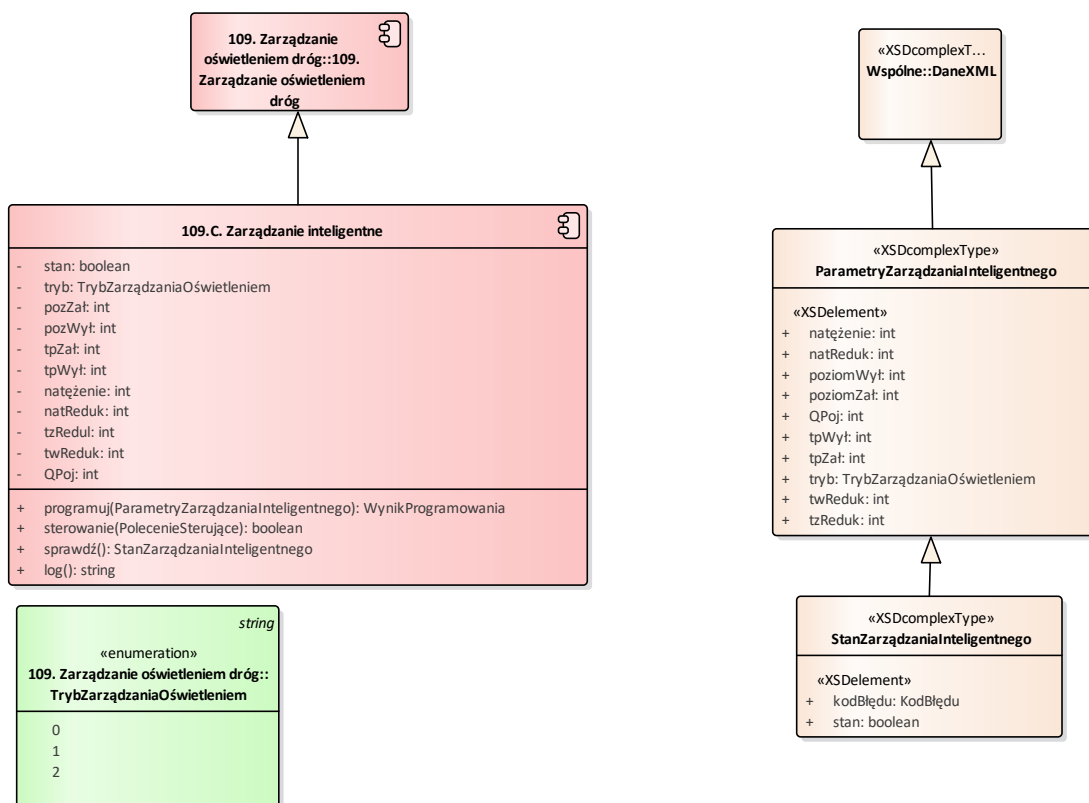 109. Zarządzanie
oświetleniem dróg::109.
Zarządzanie oświetleniem
dróg
109.C. Zarządzanie inteligentne
- stan: boolean
- tryb: TrybZarządzaniaOświetleniem
- pozZał: int
- pozWył: int
- tpZał: int
- tpWył: int
- natężenie: int
- natReduk: int
- tzRedul: int
- twReduk: int
- QPoj: int
+ programuj(ParametryZarządzaniaInteligentnego): WynikProgramowania
+ sterowanie(PolecenieSterujące): boolean
+ sprawdź(): StanZarządzaniaInteligentnego
+ log(): string
string
«enumeration»
109. Zarządzanie oświetleniem dróg::
TrybZarządzaniaOświetleniem
0
1
2
«XSDcomplexT...
Wspólne::DaneXML
«XSDcomplexType»
ParametryZarządzaniaInteligentnego
«XSDelement»
+ natężenie: int
+ natReduk: int
+ poziomWył: int
+ poziomZał: int
+ QPoj: int
+ tpWył: int
+ tpZał: int
+ tryb: TrybZarządzaniaOświetleniem
+ twReduk: int
+ tzReduk: int
«XSDcomplexType»
StanZarządzaniaInteligentnego
«XSDelement»
+ kodBłędu: KodBłędu
+ stan: boolean